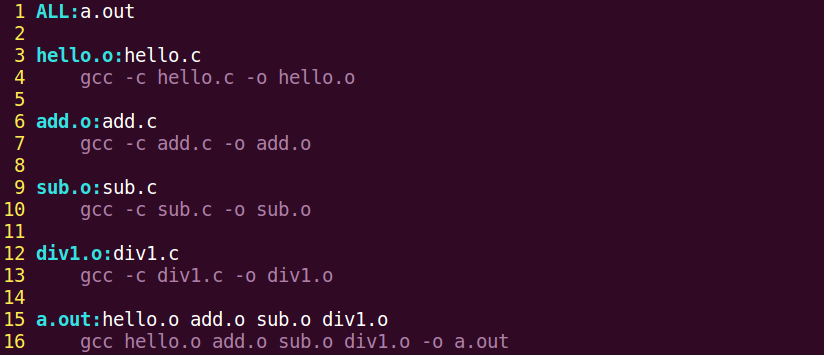 1 ALL:a.out
2
3 hello.o:hello.c
4     gcc -c hello.c -o hello.o
5
6 add.o:add.c
7     gcc -c add.c -o add.o
8
9 sub.o:sub.c
10     gcc -c sub.c -o sub.o
11
12 div1.o:div1.c
13     gcc -c div1.c -o div1.o
14
15 a.out:hello.o add.o sub.o div1.o
16     gcc hello.o add.o sub.o div1.o -o a.out